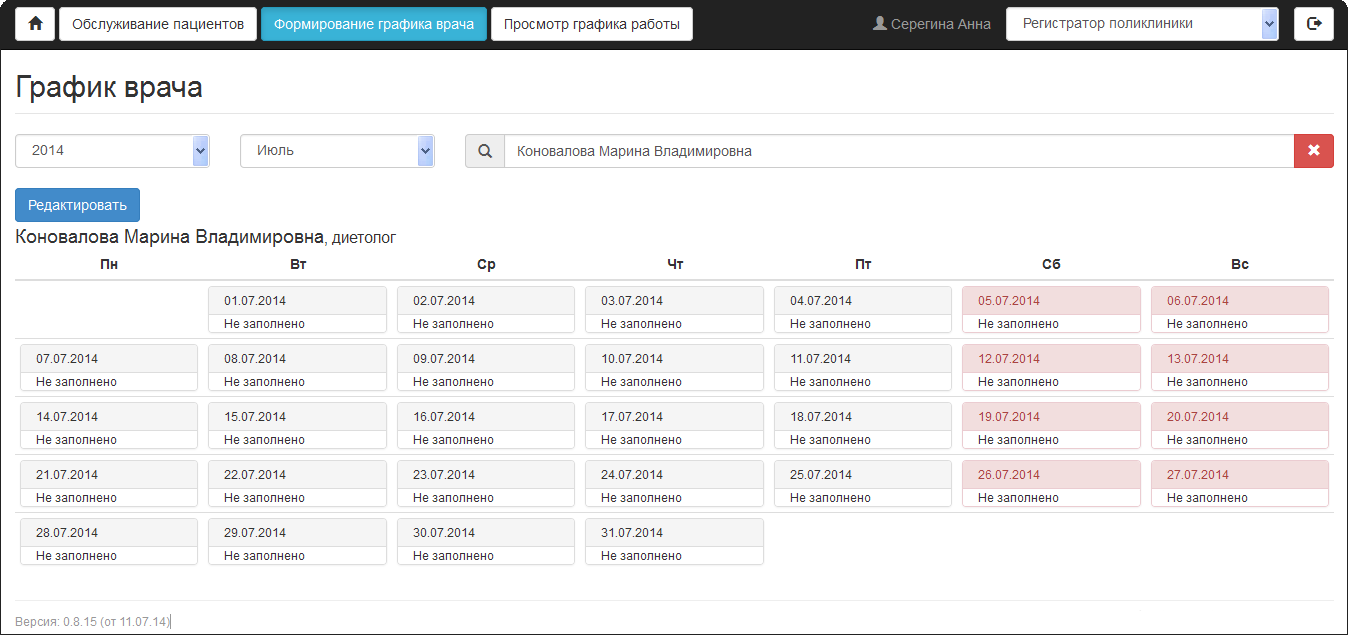 Обслуживание пациентов Формирование графика врача Просмотр графика работы Серегина Анна Регистратор поликлиники
График врача
2014 Июль Коновалова Марина Владимировна
Редактировать
Коновалова Марина Владимировна, диетолог
Пн Вт Ср Чт Пт Сб Вс
01.07.2014 02.07.2014 03.07.2014 04.07.2014 05.07.2014 06.07.2014
Не заполнено Не заполнено Не заполнено Не заполнено Не заполнено Не заполнено
07.07.2014 08.07.2014 09.07.2014 10.07.2014 11.07.2014 12.07.2014 13.07.2014
Не заполнено Не заполнено Не заполнено Не заполнено Не заполнено Не заполнено Не заполнено
14.07.2014 15.07.2014 16.07.2014 17.07.2014 18.07.2014 19.07.2014 20.07.2014
Не заполнено Не заполнено Не заполнено Не заполнено Не заполнено Не заполнено Не заполнено
21.07.2014 22.07.2014 23.07.2014 24.07.2014 25.07.2014 26.07.2014 27.07.2014
Не заполнено Не заполнено Не заполнено Не заполнено Не заполнено Не заполнено Не заполнено
28.07.2014 29.07.2014 30.07.2014 31.07.2014
Не заполнено Не заполнено Не заполнено Не заполнено
Версия: 0.8.15 (от 11.07.14)